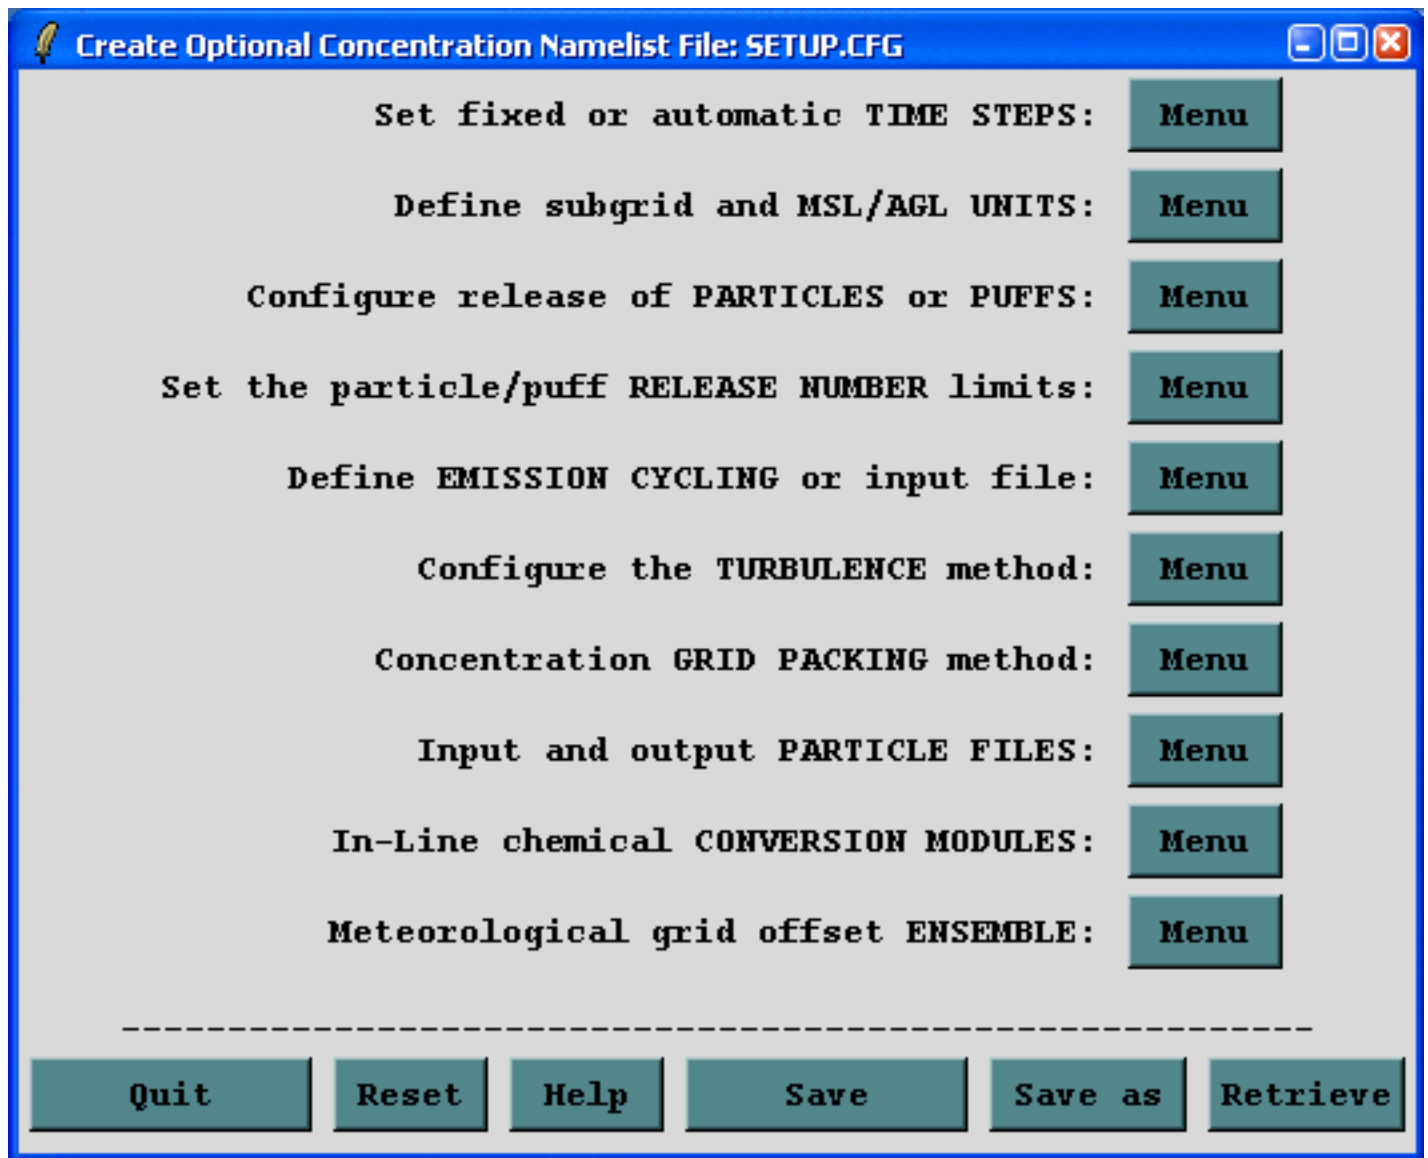 Create Optional Concentration Namelist File: SETUP.CFG
Set fixed or automatic TIME STEPS: Menu
Define subgrid and MSL/AGL UNITS: Menu
Configure release of PARTICLES or PUFFS: Menu
Set the particle/puff RELEASE NUMBER limits: Menu
Define EMISSION CYCLING or input file: Menu
Configure the TURBULENCE method: Menu
Concentration GRID PACKING method: Menu
Input and output PARTICLE FILES: Menu
In-Line chemical CONVERSION MODULES: Menu
Meteorological grid offset ENSEMBLE: Menu
Quit Reset Help Save Save as Retrieve